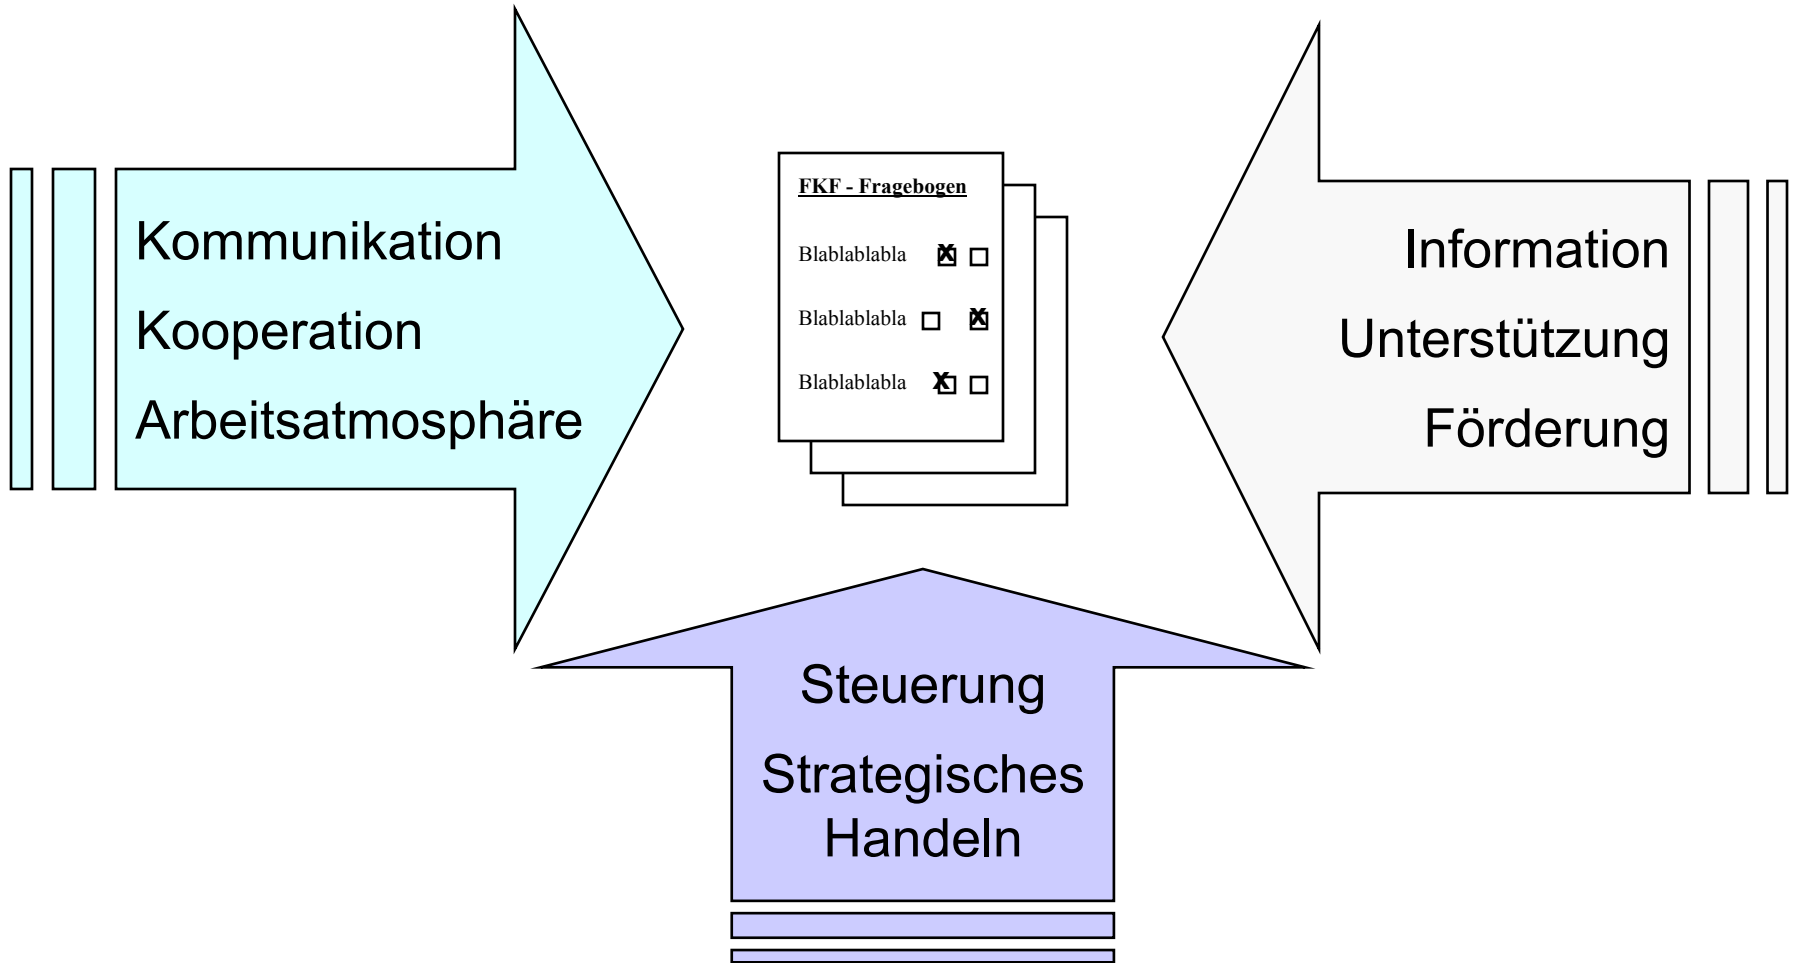 Kommunikation
Kooperation
Arbeitsatmosphäre
FKF - Fragebogen
Blablablabla X
Blablablabla X
Blablablabla X
Information
Unterstützung
Förderung
Steuerung
Strategisches
Handeln